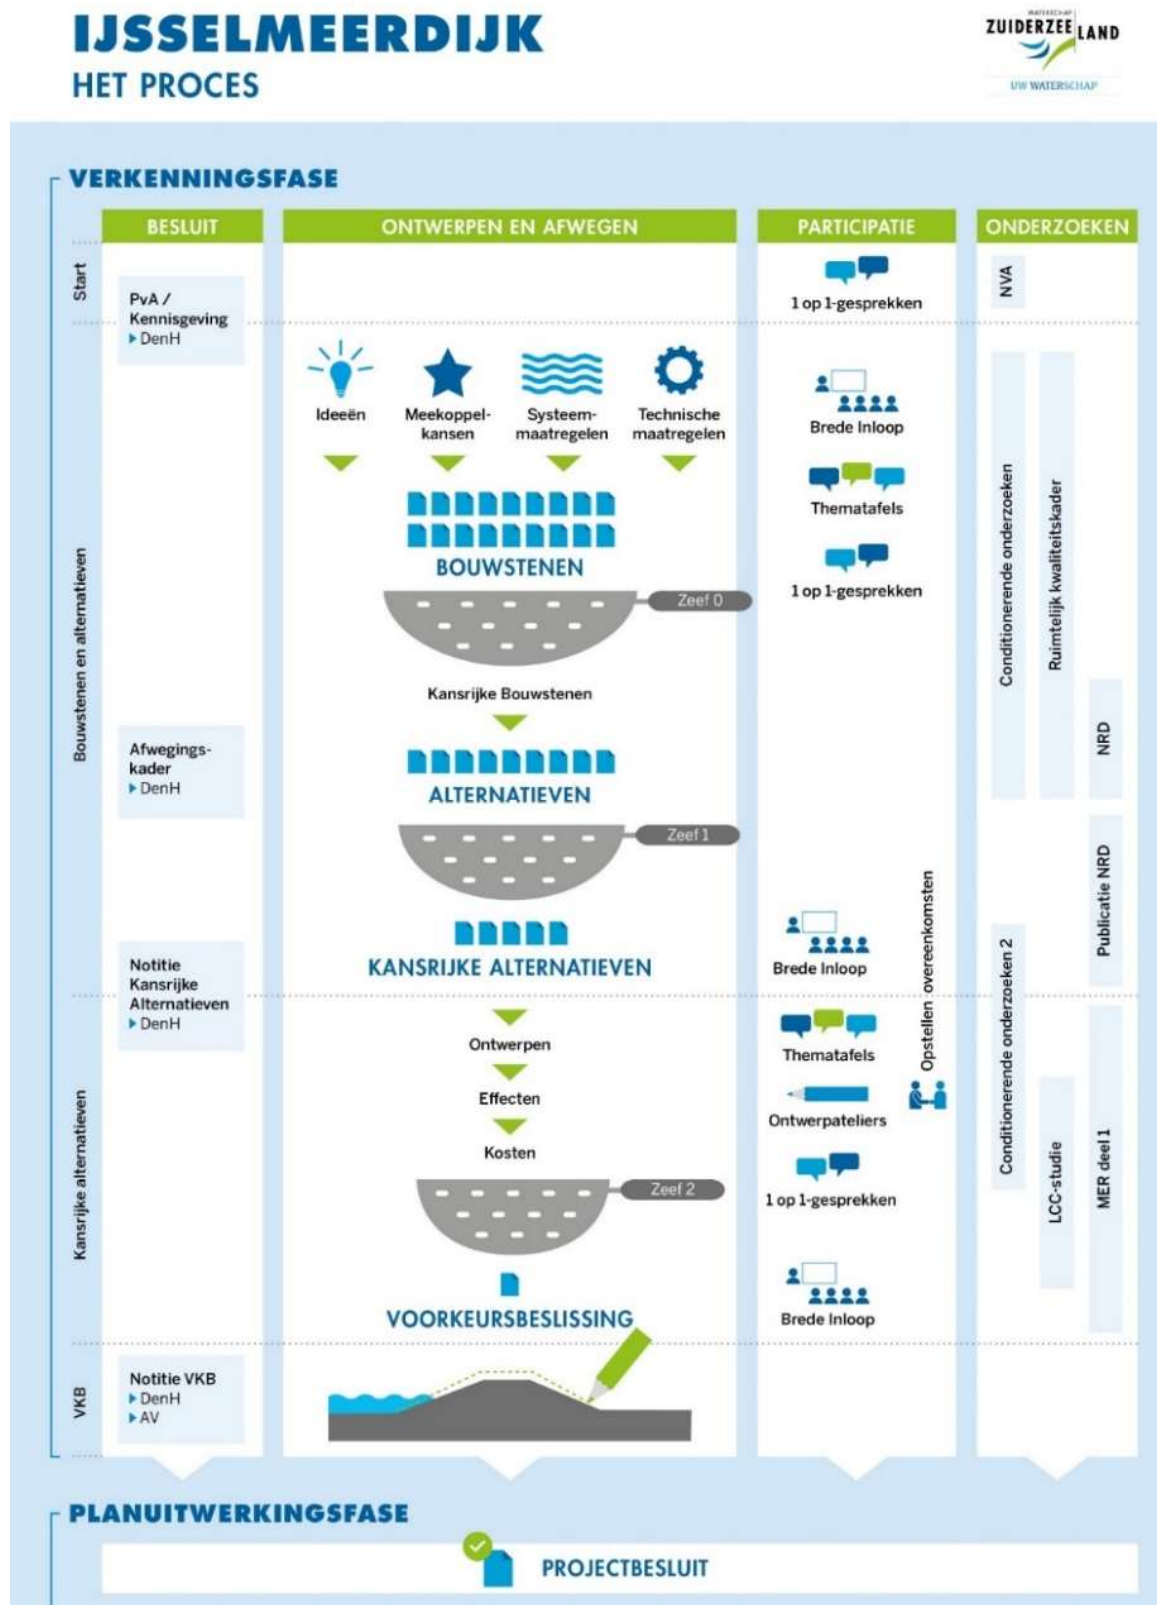 IJSSELMEERDIJK
HET PROCES
WATERSCHAP
ZUIDERZEELAND
UW WATERSCHAP
VERKENNINGSFASE
BESLUIT
ONTWERPEN EN AFWEGEN
PARTICIPATIE
ONDERZOEKEN
Start
PvA /
Kennisgeving
DenH
1 op 1-gesprekken
NVA
Bouwstenen en alternatieven
Ideeën
Meekoppel-
kansen
Systeem-
maatregelen
Technische
maatregelen
BOUWSTENEN
Zeef 0
Kansrijke Bouwstenen
Afwegings-
kader
DenH
ALTERNATIEVEN
Zeef 1
Notitie
Kansrijke
Alternatieven
DenH
KANSRIJKE ALTERNATIEVEN
Brede Inloop
Thematafels
1 op 1-gesprekken
Brede Inloop
Opstellen overeenkomsten
Conditionerende onderzoeken
Ruimtelijk kwaliteitskader
NRD
Publicatie NRD
Conditionerende onderzoeken 2
Kansrijke alternatieven
Ontwerpen
Effecten
Kosten
Zeef 2
VOORKEURSBESLISSING
Thematafels
Ontwerpateliers
1 op 1-gesprekken
Brede Inloop
LCC-studie
MER deel 1
VKB
Notitie VKB
DenH
AV
PLANUITWERKINGSFASE
PROJECTBESLUIT